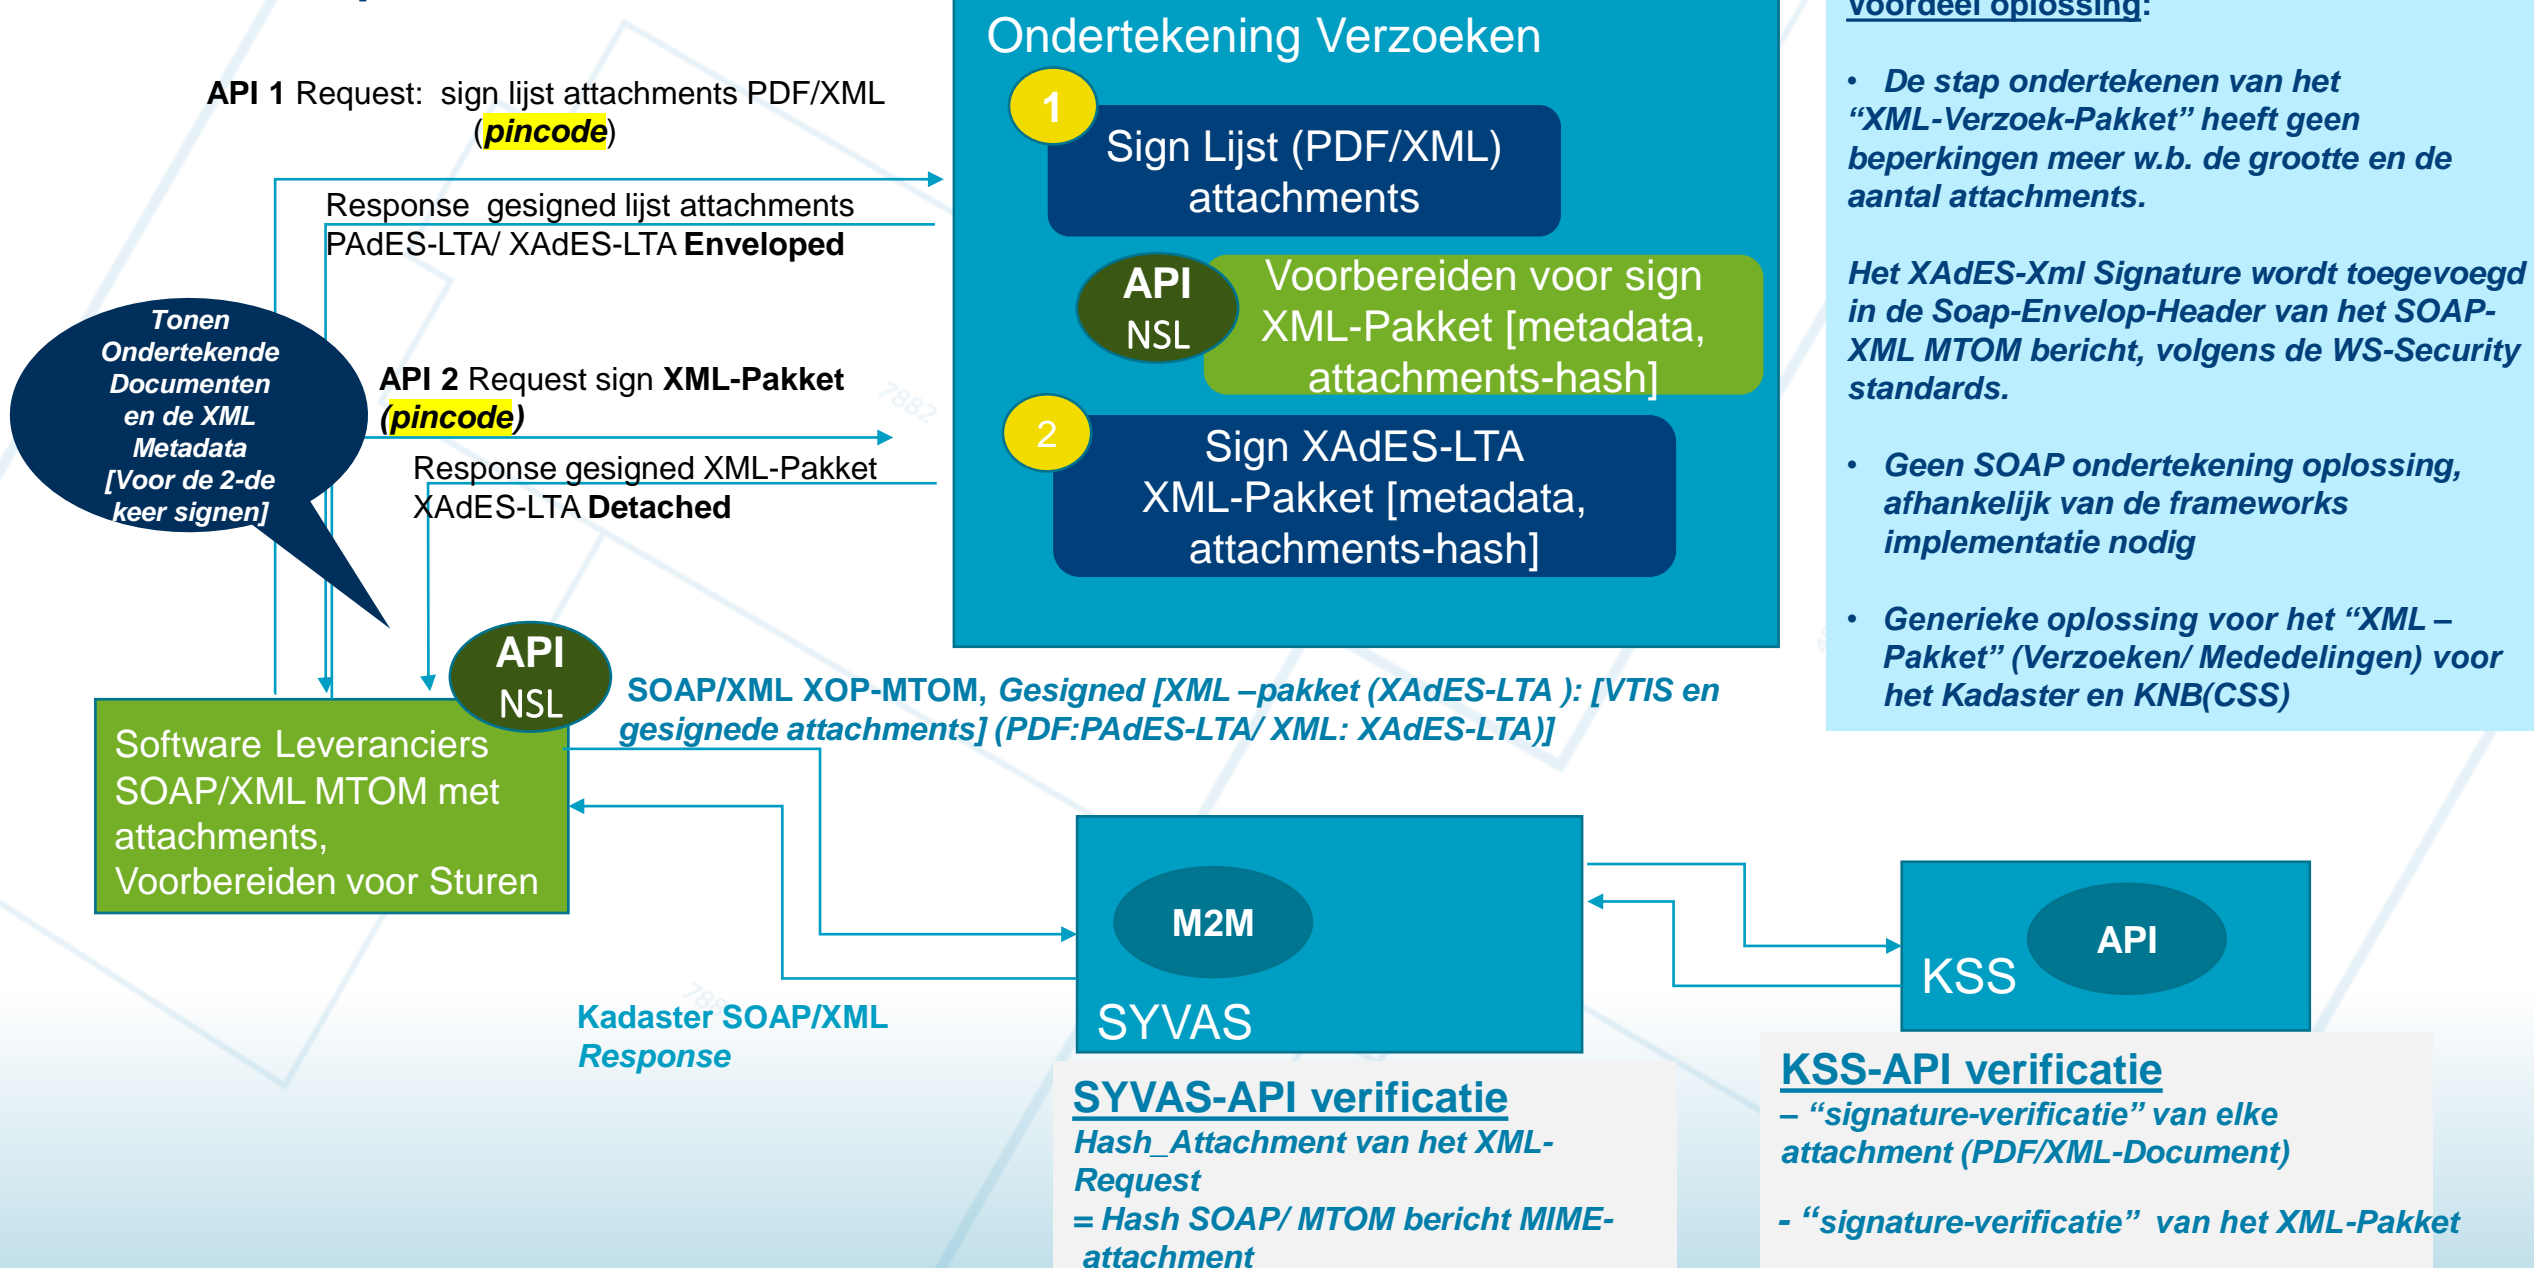 Ondertekening Verzoeken
API 1 Request: sign lijst attachments PDF/XML
(pincode)
Response gesigned lijst attachments
PAdES-LTA/ XAdES-LTA Enveloped
Tonen
Ondertekende
Documenten
en de XML
Metadata
[Voor de 2-de
keer signen]
API 2 Request sign XML-Pakket
(pincode)
Response gesigned XML-Pakket
XAdES-LTA Detached
1
Sign Lijst (PDF/XML)
attachments
API
NSL
Voorbereiden voor sign
XML-Pakket [metadata,
attachments-hash]
2
Sign XAdES-LTA
XML-Pakket [metadata,
attachments-hash]
Voordeel oplossing:
• De stap ondertekenen van het
“XML-Verzoek-Pakket” heeft geen
beperkingen meer w.b. de grootte en de
aantal attachments.
Het XAdES-Xml Signature wordt toegevoegd
in de Soap-Envelop-Header van het SOAP-
XML MTOM bericht, volgens de WS-Security
standards.
• Geen SOAP ondertekening oplossing,
afhankelijk van de frameworks
implementatie nodig
• Generieke oplossing voor het “XML –
Pakket” (Verzoeken/ Mededelingen) voor
het Kadaster en KNB(CSS)
API
NSL
Software Leveranciers
SOAP/XML MTOM met
attachments,
Voorbereiden voor Sturen
SOAP/XML XOP-MTOM, Gesigned [XML –pakket (XAdES-LTA ): [VTIS en
gesignede attachments] (PDF:PAdES-LTA/ XML: XAdES-LTA)]
Kadaster SOAP/XML
Response
M2M
SYVAS
KSS
API
SYVAS-API verificatie
Hash_Attachment van het XML-
Request
= Hash SOAP/ MTOM bericht MIME-
attachment
KSS-API verificatie
– “signature-verificatie” van elke
attachment (PDF/XML-Document)
- “signature-verificatie” van het XML-Pakket
7882